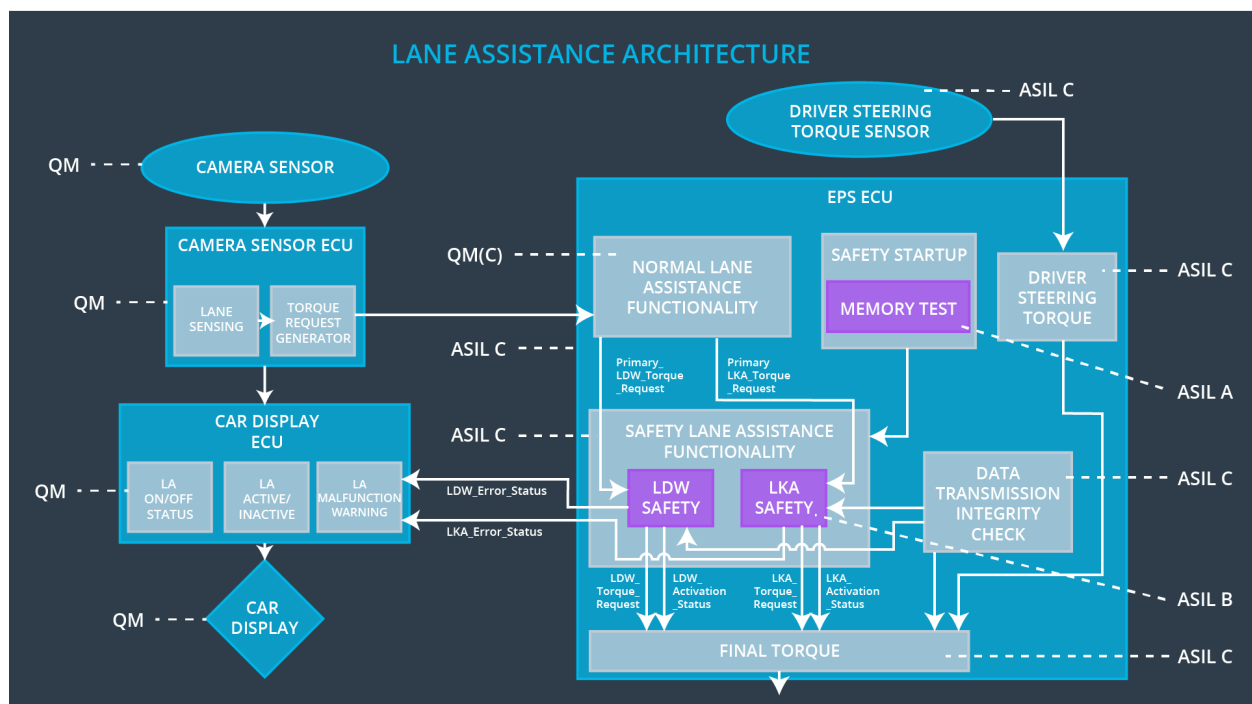 LANE ASSISTANCE ARCHITECTURE
ASIL C
DRIVER STEERING
TORQUE SENSOR
QM
CAMERA SENSOR
EPS ECU
CAMERA SENSOR ECU
QM
LANE
SENSING
TORQUE
REQUEST
GENERATOR
QM(C)
NORMAL LANE
ASSISTANCE
FUNCTIONALITY
SAFETY STARTUP
MEMORY TEST
DRIVER
STEERING
TORQUE
ASIL C
ASIL C
Primary_
LDW_Torque
_Request
Primary
LKA_Torque
_Request
ASIL A
CAR DISPLAY
ECU
QM
LA
ON/OFF
STATUS
LA
ACTIVE/
INACTIVE
LA
MALFUNCTION
WARNING
ASIL C
SAFETY LANE ASSISTANCE
FUNCTIONALITY
LDW
SAFETY
LKA
SAFETY
DATA
TRANSMISSION
INTEGRITY
CHECK
ASIL C
LDW_Error_Status
LKA_Error_Status
LDW_
Torque_
Request
LDW_
Activation
_Status
LKA_
Torque_
Request
LKA_
Activation
_Status
ASIL B
QM
CAR
DISPLAY
FINAL TORQUE
ASIL C